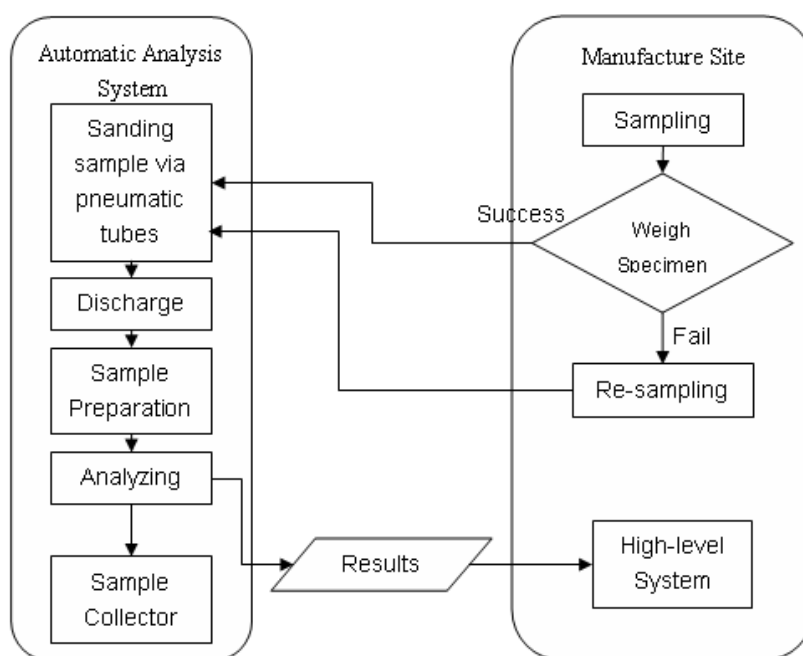 Automatic Analysis
System
Sanding
sample via
pneumatic
tubes
Discharge
Sample
Preparation
Analyzing
Sample
Collector
Results
Manufacture Site
Sampling
Success
Weigh
Specimen
Fail
Re-sampling
High-level
System